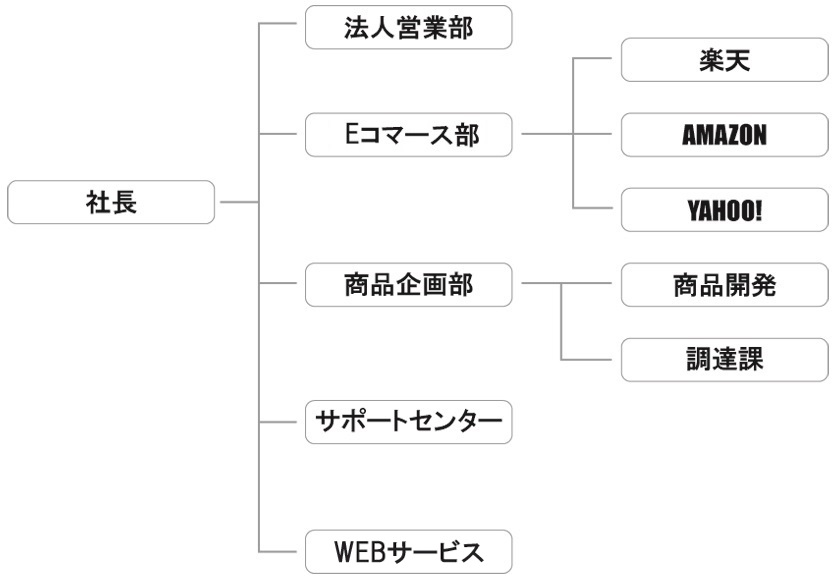 社長
法人営業部
Eコマース部
楽天
AMAZON
YAHOO!
商品企画部
商品開発
調達課
サポートセンター
WEBサービス